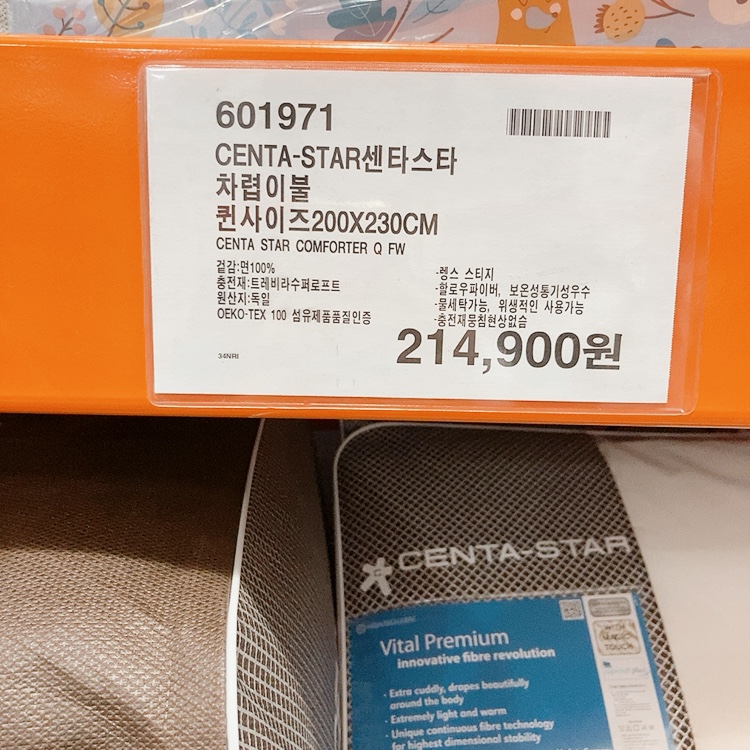 601971
CENTA-STAR센타스타
차렵이불
퀸사이즈200X230CM
CENTA STAR COMFORTER Q FW
겉감:면100%
충전재:트레비라수퍼로프트
원산지:독일
OEKO-TEX 100 섬유제품품질인증
-렝스 스티지
-할로우파이버, 보온성통기성우수
-물세탁가능, 위생적인 사용가능
-충전재뭉침현상없슴
214,900원
34NRI
CENTA-STAR
Vital Premium
innovative fibre revolution
· Extra cuddly, drapes beautifully
around the body
· Extremely light and warm
· Unique continuous fibre technology
for highest dimensional stability